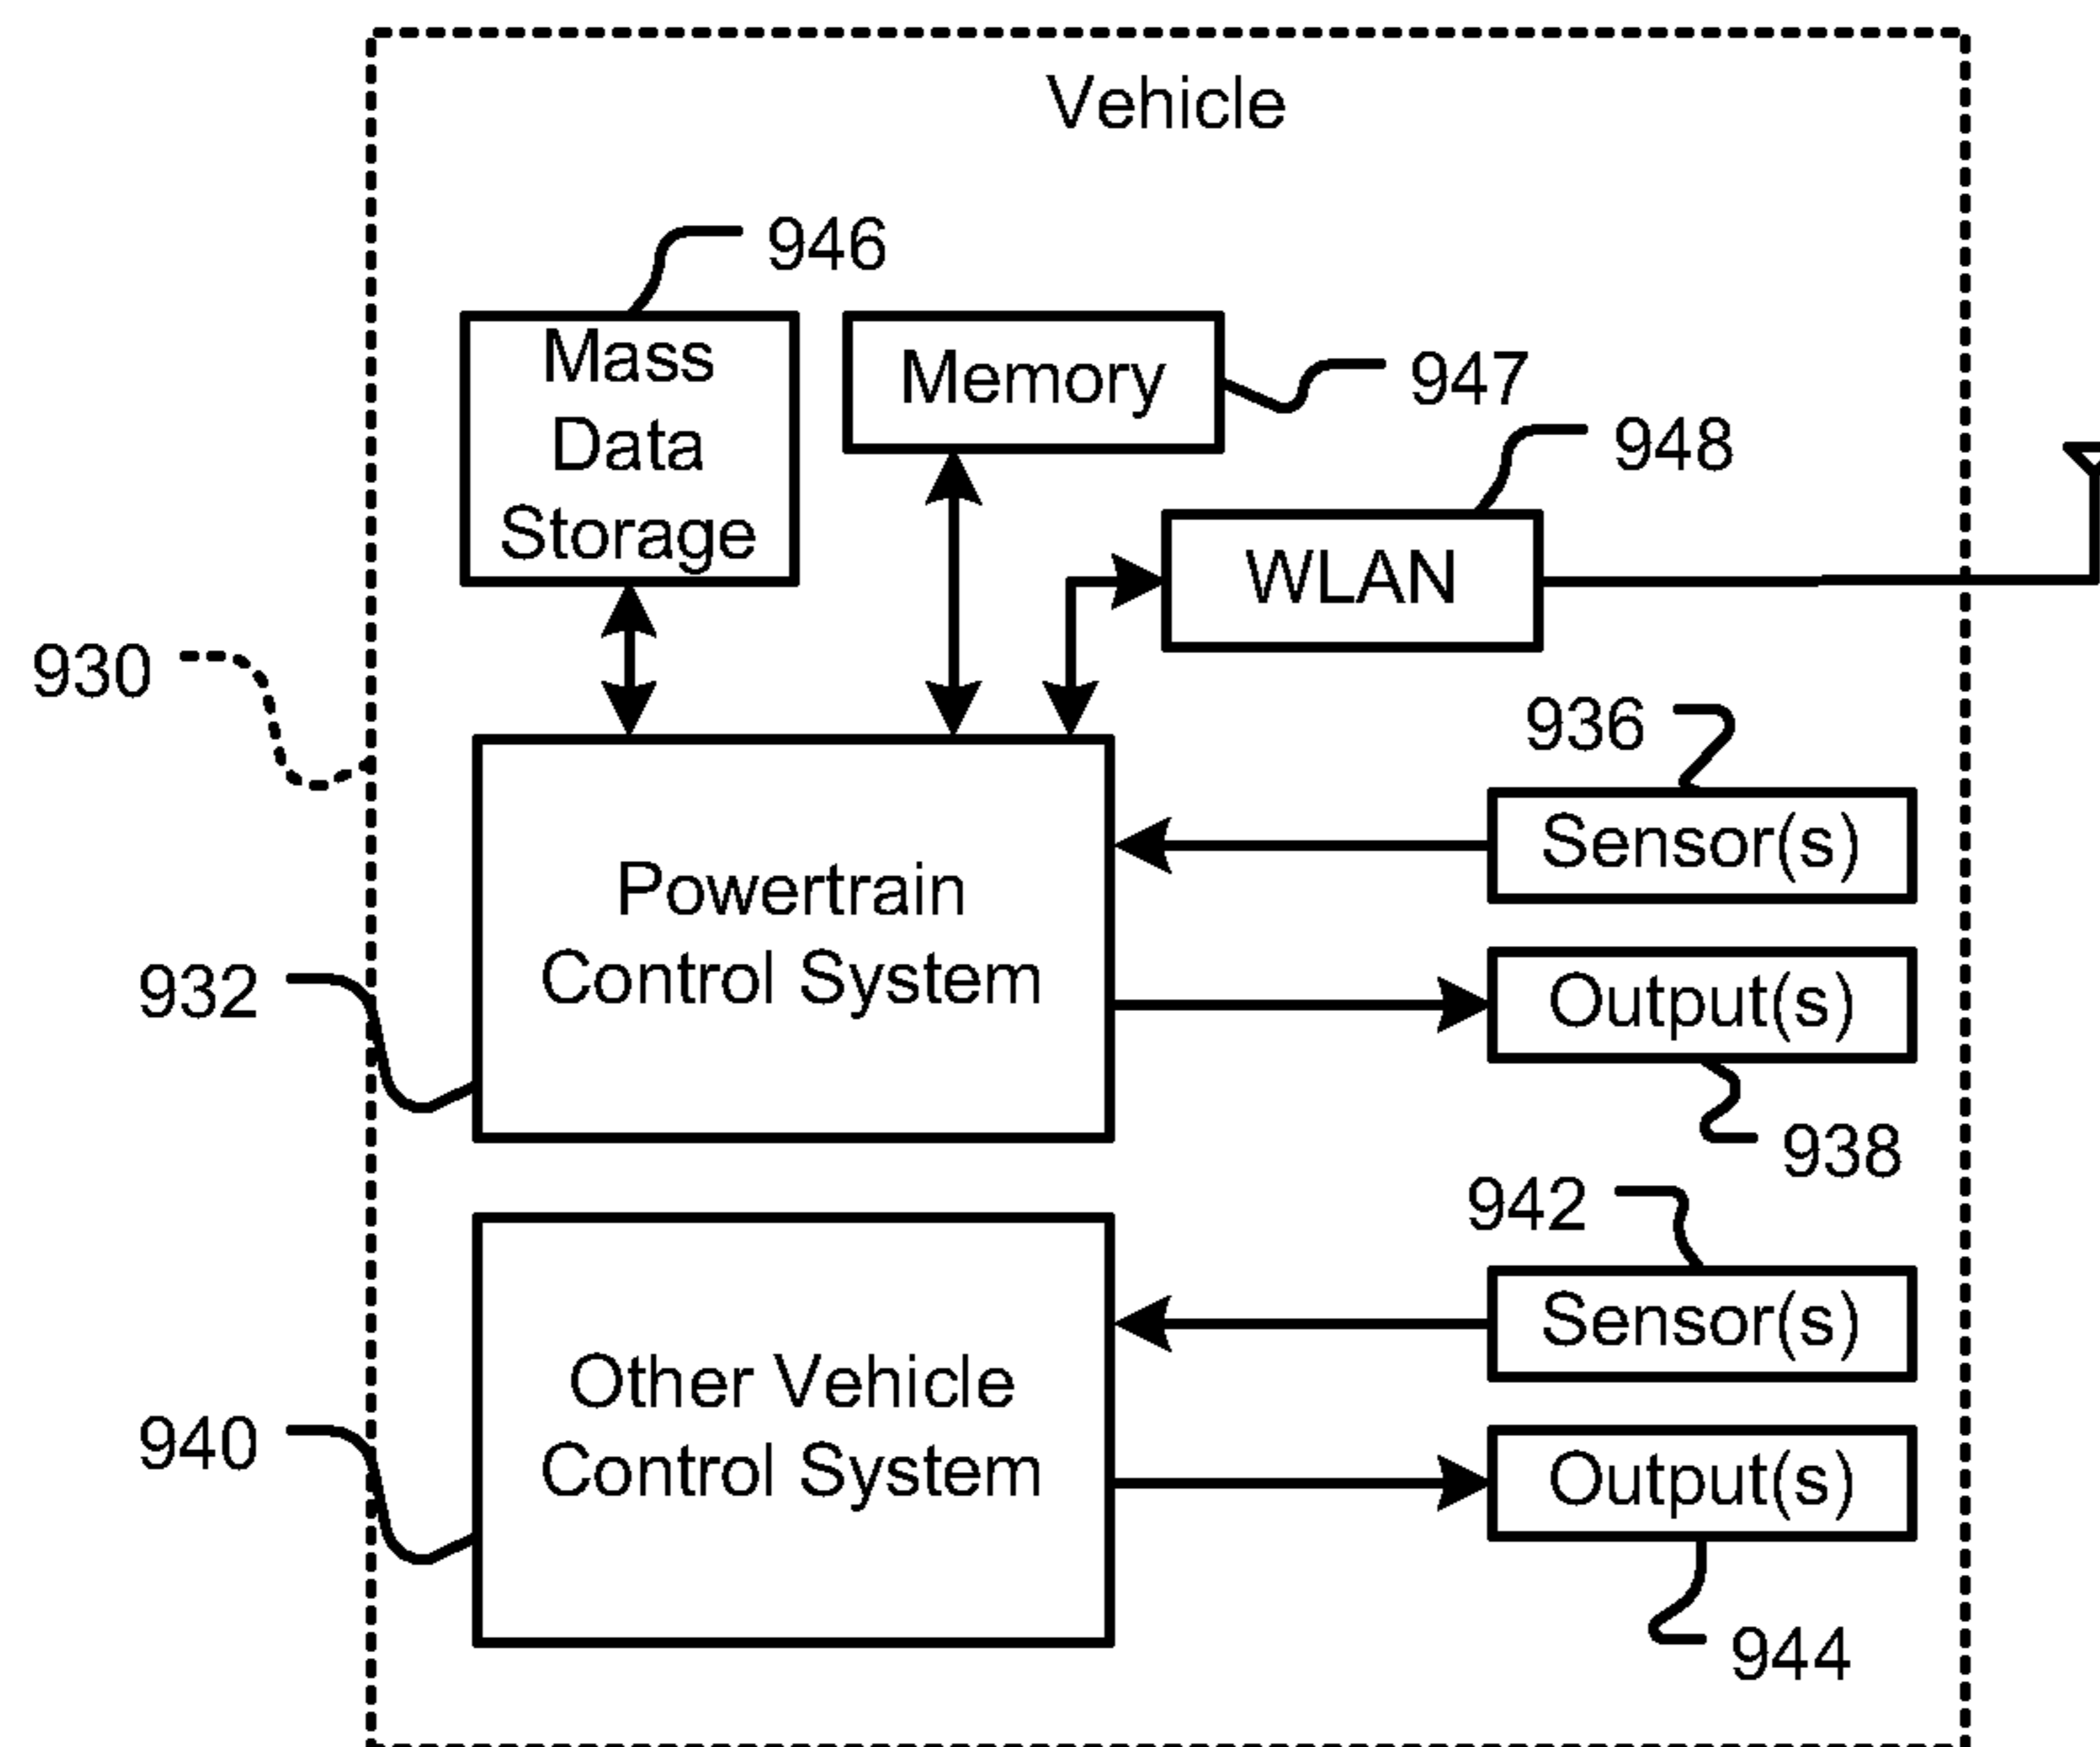 Vehicle
946
Mass
Data
Storage
Memory
947
948
WLAN
930
936
Sensor(s)
Powertrain
Control System
932
Output(s)
938
942
Sensor(s)
Other Vehicle
Control System
940
Output(s)
944